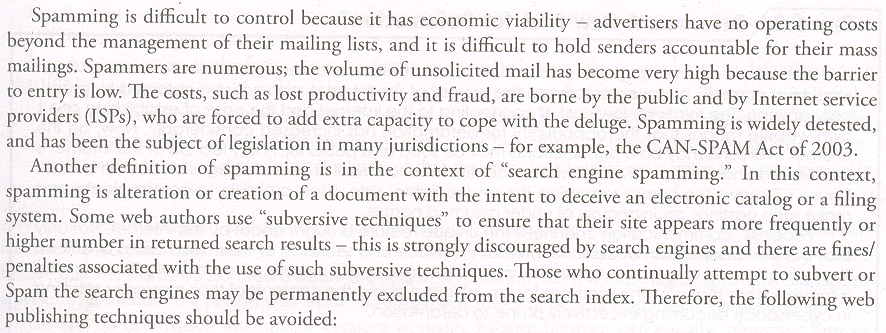 Spamming is difficult to control because it has economic viability – advertisers have no operating costs
beyond the management of their mailing lists, and it is difficult to hold senders accountable for their mass
mailings. Spammers are numerous; the volume of unsolicited mail has become very high because the barrier
to entry is low. The costs, such as lost productivity and fraud, are borne by the public and by Internet service
providers (ISPs), who are forced to add extra capacity to cope with the deluge. Spamming is widely detested,
and has been the subject of legislation in many jurisdictions – for example, the CAN-SPAM Act of 2003.
Another definition of spamming is in the context of “search engine spamming.” In this context,
spamming is alteration or creation of a document with the intent to deceive an electronic catalog or a filing
system. Some web authors use “subversive techniques” to ensure that their site appears more frequently or
higher number in returned search results – this is strongly discouraged by search engines and there are fines/
penalties associated with the use of such subversive techniques. Those who continually attempt to subvert or
Spam the search engines may be permanently excluded from the search index. Therefore, the following web
publishing techniques should be avoided: